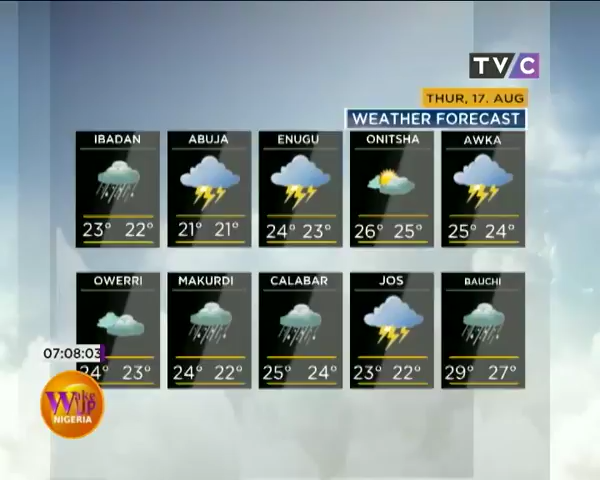 TV/C
THUR, 17. AUG
WEATHER FORECAST
IBADAN ABUJA ENUGU ONITSHA AWKA
23° 22° 21° 21° 24° 23° 26° 25° 25° 24°
OWERRI MAKURDI CALABAR JOS BAUCHI
24° 23° 24° 22° 25° 24° 23° 22° 29° 27°
07:08:03
Wake
UP
NIGERIA